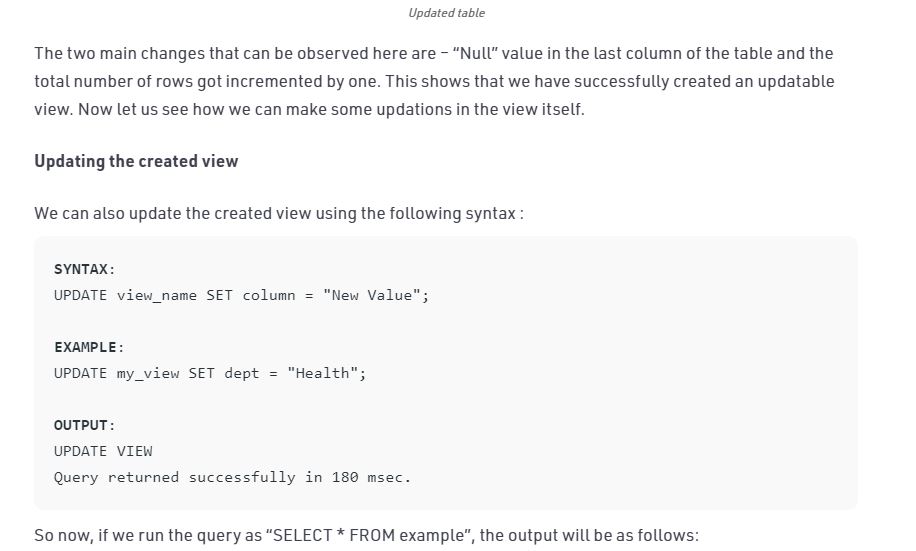 Updated table
The two main changes that can be observed here are – “Null” value in the last column of the table and the
total number of rows got incremented by one. This shows that we have successfully created an updatable
view. Now let us see how we can make some updations in the view itself.
Updating the created view
We can also update the created view using the following syntax :
SYNTAX:
UPDATE view_name SET column = "New Value";
EXAMPLE:
UPDATE my_view SET dept = "Health";
OUTPUT:
UPDATE VIEW
Query returned successfully in 180 msec.
So now, if we run the query as “SELECT * FROM example”, the output will be as follows: